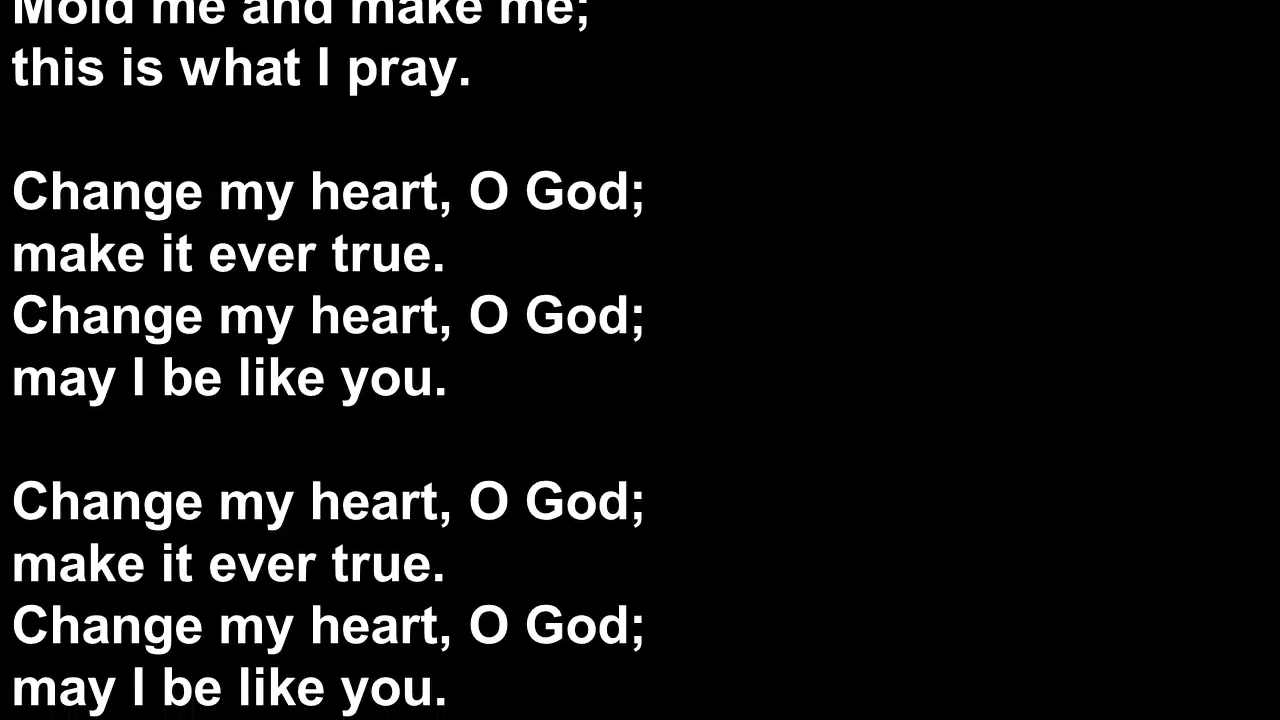 Mold me and make me;
this is what I pray.
Change my heart, O God;
make it ever true.
Change my heart, O God;
may I be like you.
Change my heart, O God;
make it ever true.
Change my heart, O God;
may I be like you.